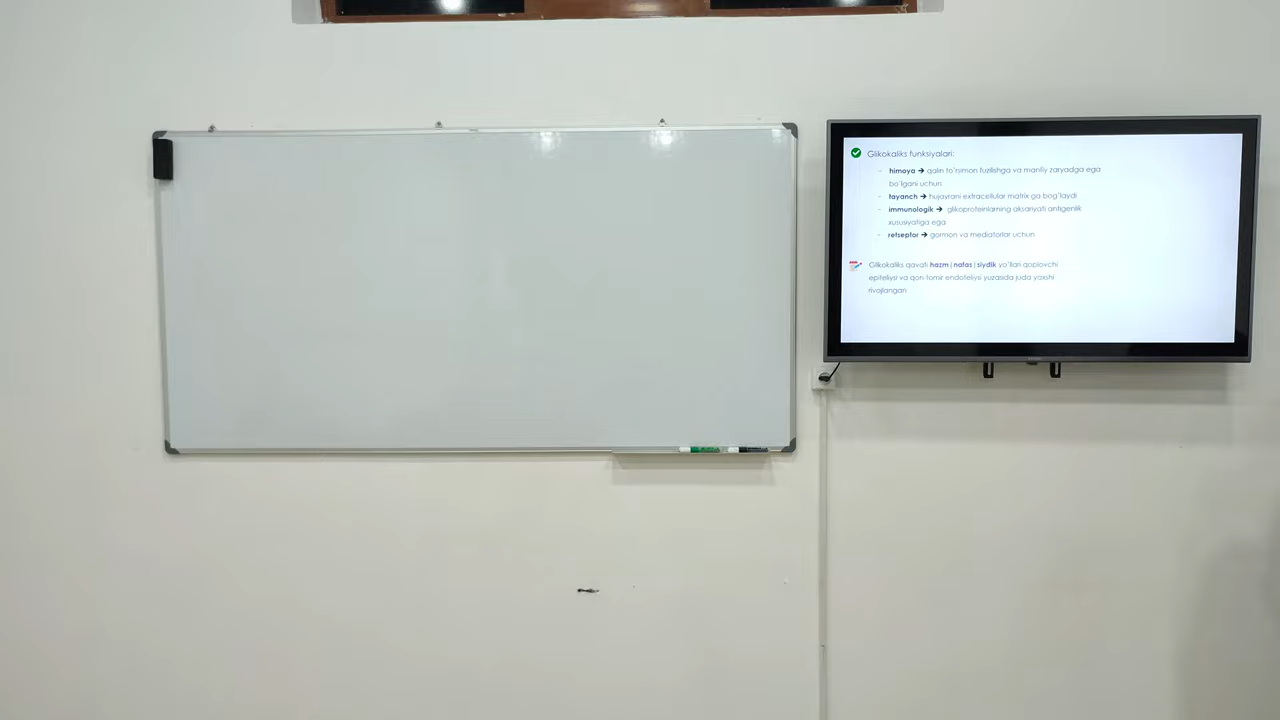 Glikokaliks funksiyalari:
- himoya → qalin to'rsimon tuzilishga va manfiy zaryadga ega
bo'lgani uchun
- tayanch → hujayrani extracellular matrix ga bog'laydi
- immunologik → glikoproteinlarning aksariyati antigenlik
xususiyatiga ega
- retseptor → gormon va mediatorlar uchun
Glikokaliks qavati hazm | nafas | siydik yo'llari qoplovchi
epiteliysi va qon-tomir endoteliysi yuzasida juda yaxshi
rivojlangan